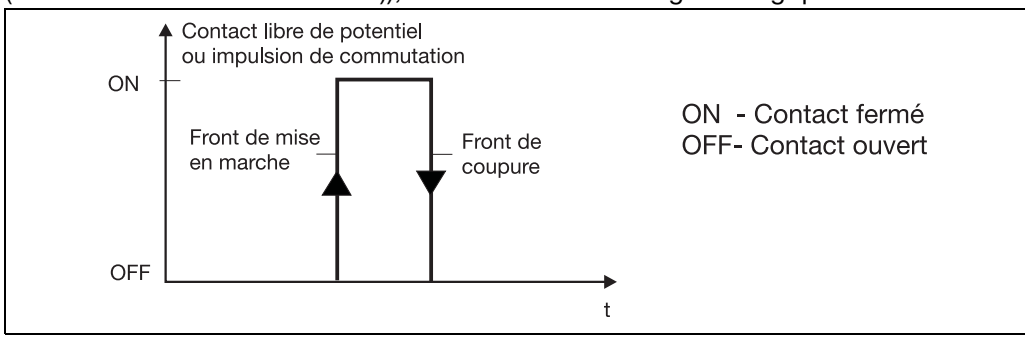 Contact libre de potentiel
ou impulsion de commutation
ON
Front de mise
en marche
Front de
coupure
OFF
t
ON - Contact fermé
OFF- Contact ouvert